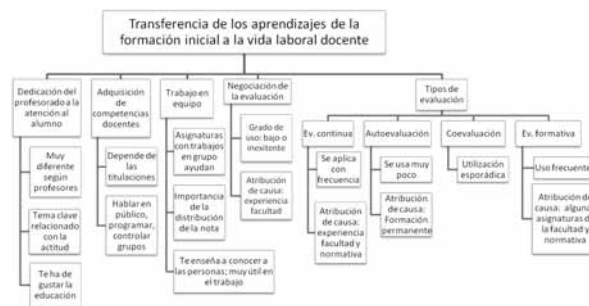 Transferencia de los aprendizajes de la
formación inicial a la vida laboral docente
Dedicación del
profesorado a la
atención al
alumno
Muy
diferente
según
profesores
Tema clave
relacionado
con la
actitud
Te ha de
gustar la
educación
Adquisición
de
competencias
docentes
Depende de
las
titulaciones
Hablar en
público,
programar,
controlar
grupos
Trabajo en
equipo
Asignaturas
con trabajos
en grupo
ayudan
Importancia
de la
distribución
de la nota
Te enseña a conocer a
las personas; muy útil en
el trabajo
Negociación de
la evaluación
Grado de
uso: bajo o
inexitente
Atribución
de causa:
experiencia
facultad
Tipos de
evaluación
Ev. continua
Se aplica
con
frecuencia
Atribución de
causa:
experiencia
facultad y
normativa
Autoevaluación
Se usa muy
poco
Atribución
de causa:
Formación
permanente
Coevaluación
Utilización
esporádica
Ev. formativa
Uso frecuente
Atribución de
causa: alguna
asignaturas de
la facultad y
normativa